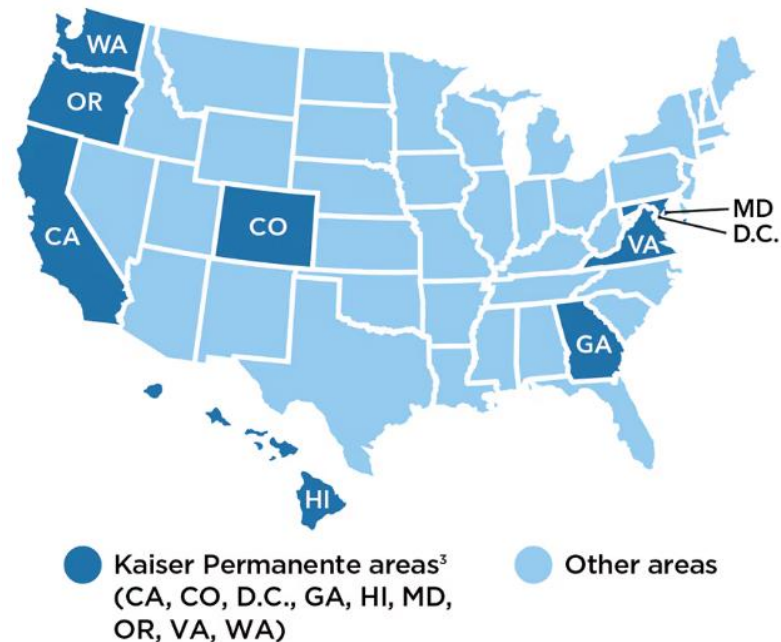 WA
OR
CA
CO
MD
D.C.
VA
GA
HI
Kaiser Permanente areas³
(CA, CO, D.C., GA, HI, MD,
OR, VA, WA)
Other areas